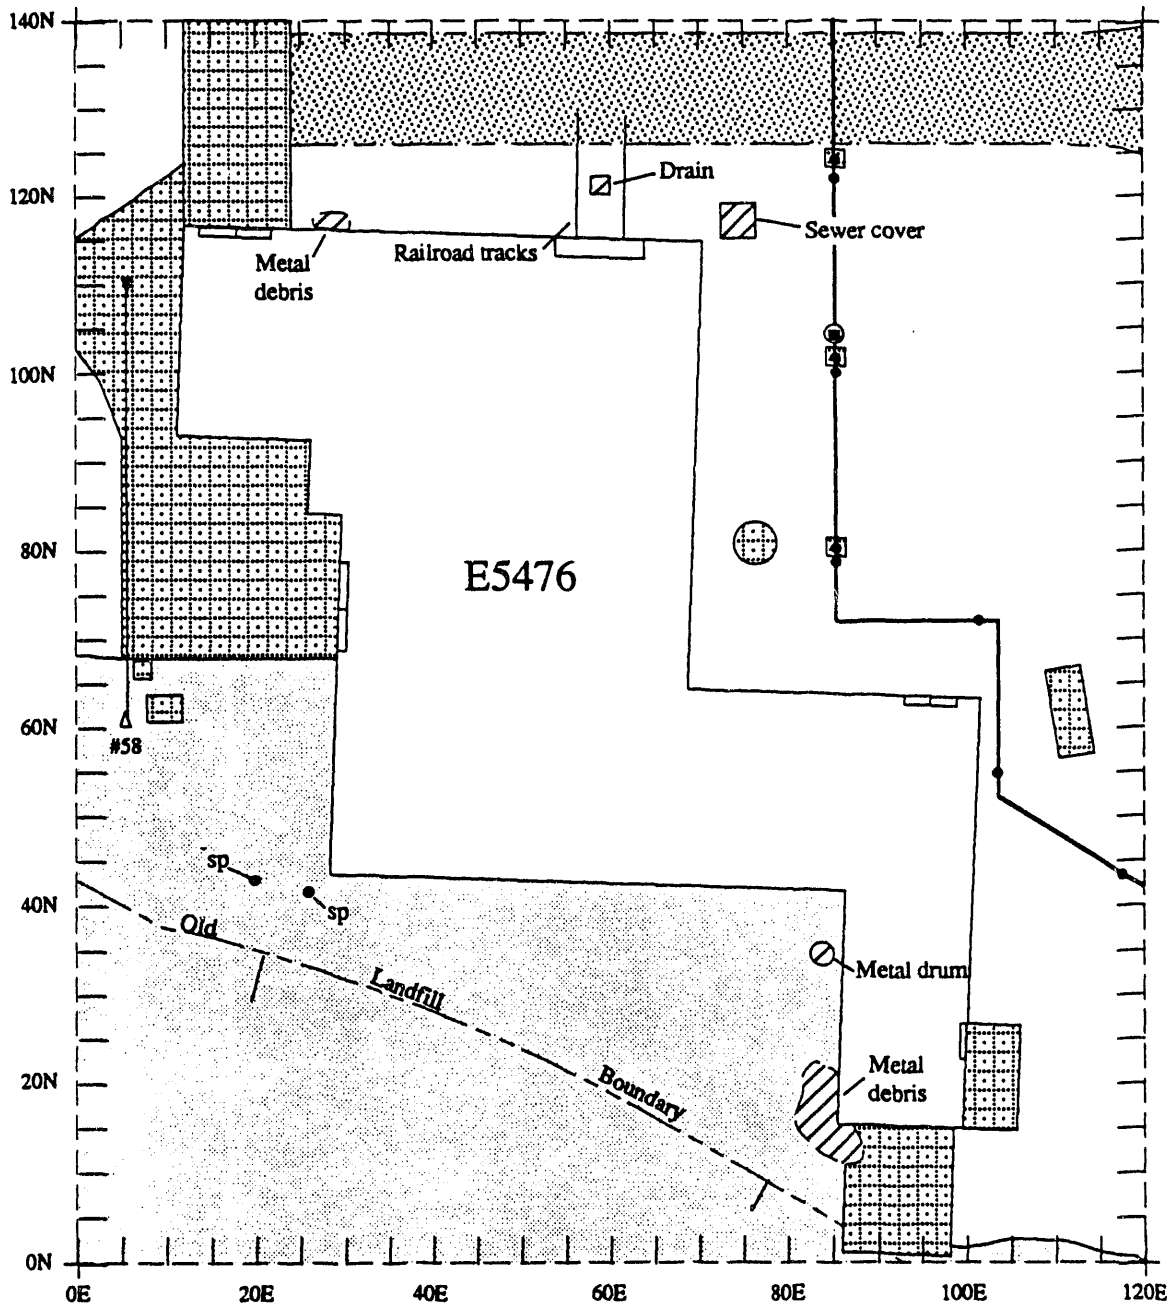 140N
120N
Drain
Sewer cover
Railroad tracks
Metal
debris
100N
80N
E5476
60N
#58
sp
sp
40N
Old
Landfill
Boundary
Metal drum
Metal
debris
20N
0N
0E
20E
40E
60E
80E
100E
120E